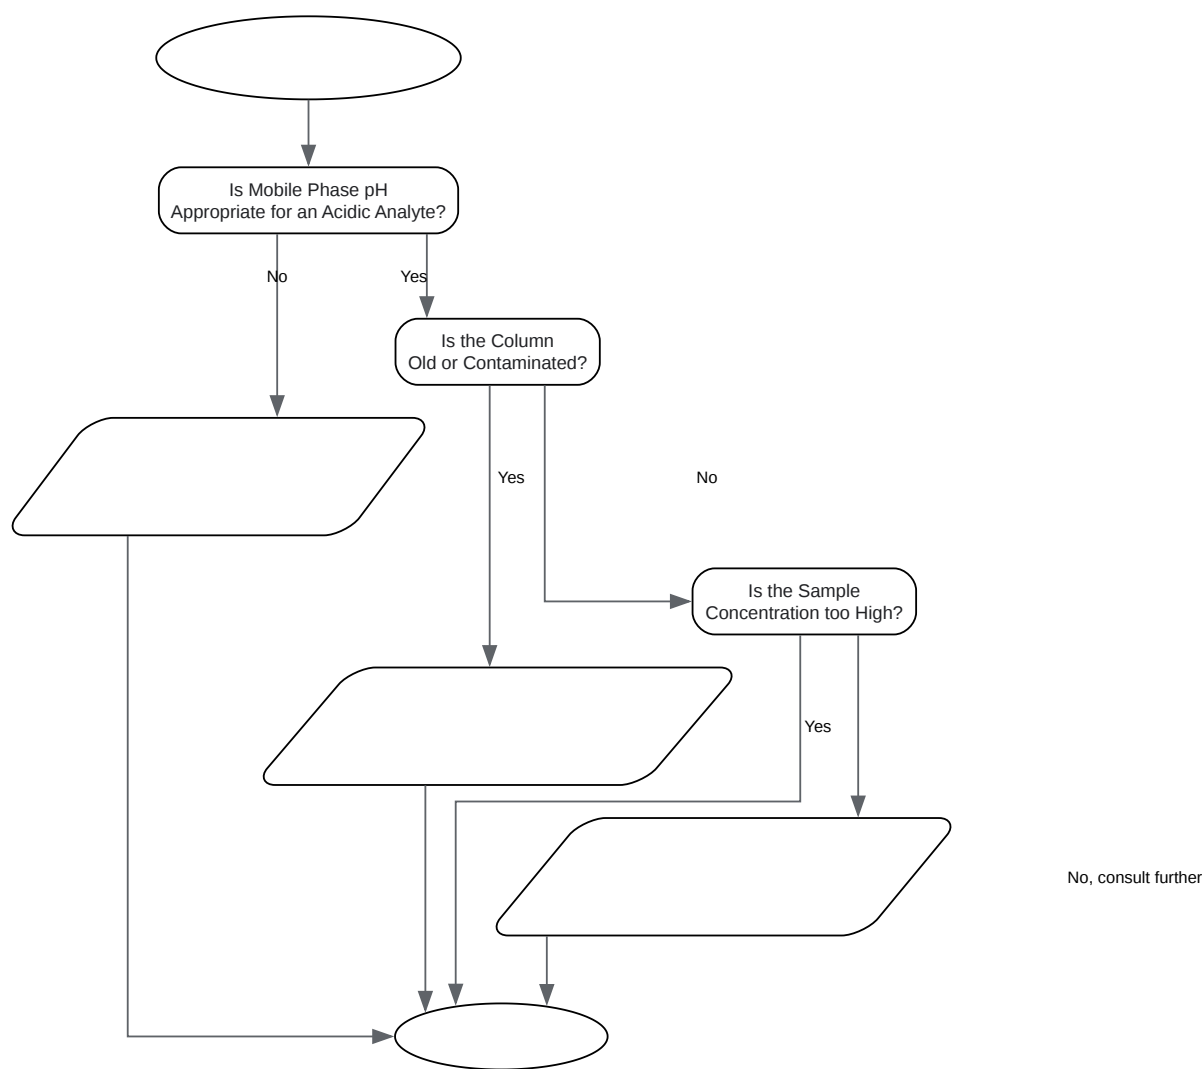 Is Mobile Phase pH
Appropriate for an Acidic Analyte?
No
Yes
Is the Column
Old or Contaminated?
Yes
No
Is the Sample
Concentration too High?
Yes
No, consult further